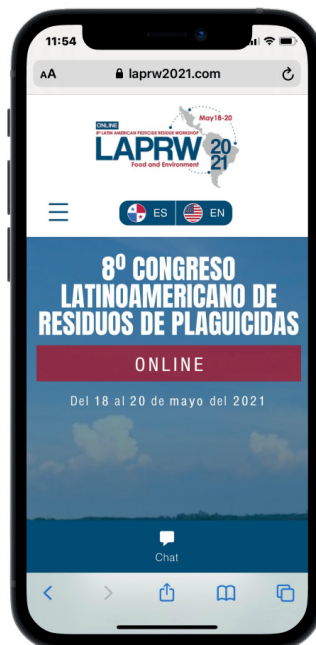 11:54
AA laprw2021.com
May18-20
ONLINE
8º LATIN AMERICAN PESTICIDE RESIDUE WORKSHOP
LAPRW 20
21
Food and Environment
ES EN
8º CONGRESO
LATINOAMERICANO DE
RESIDUOS DE PLAGUICIDAS
ONLINE
Del 18 al 20 de mayo del 2021
Chat